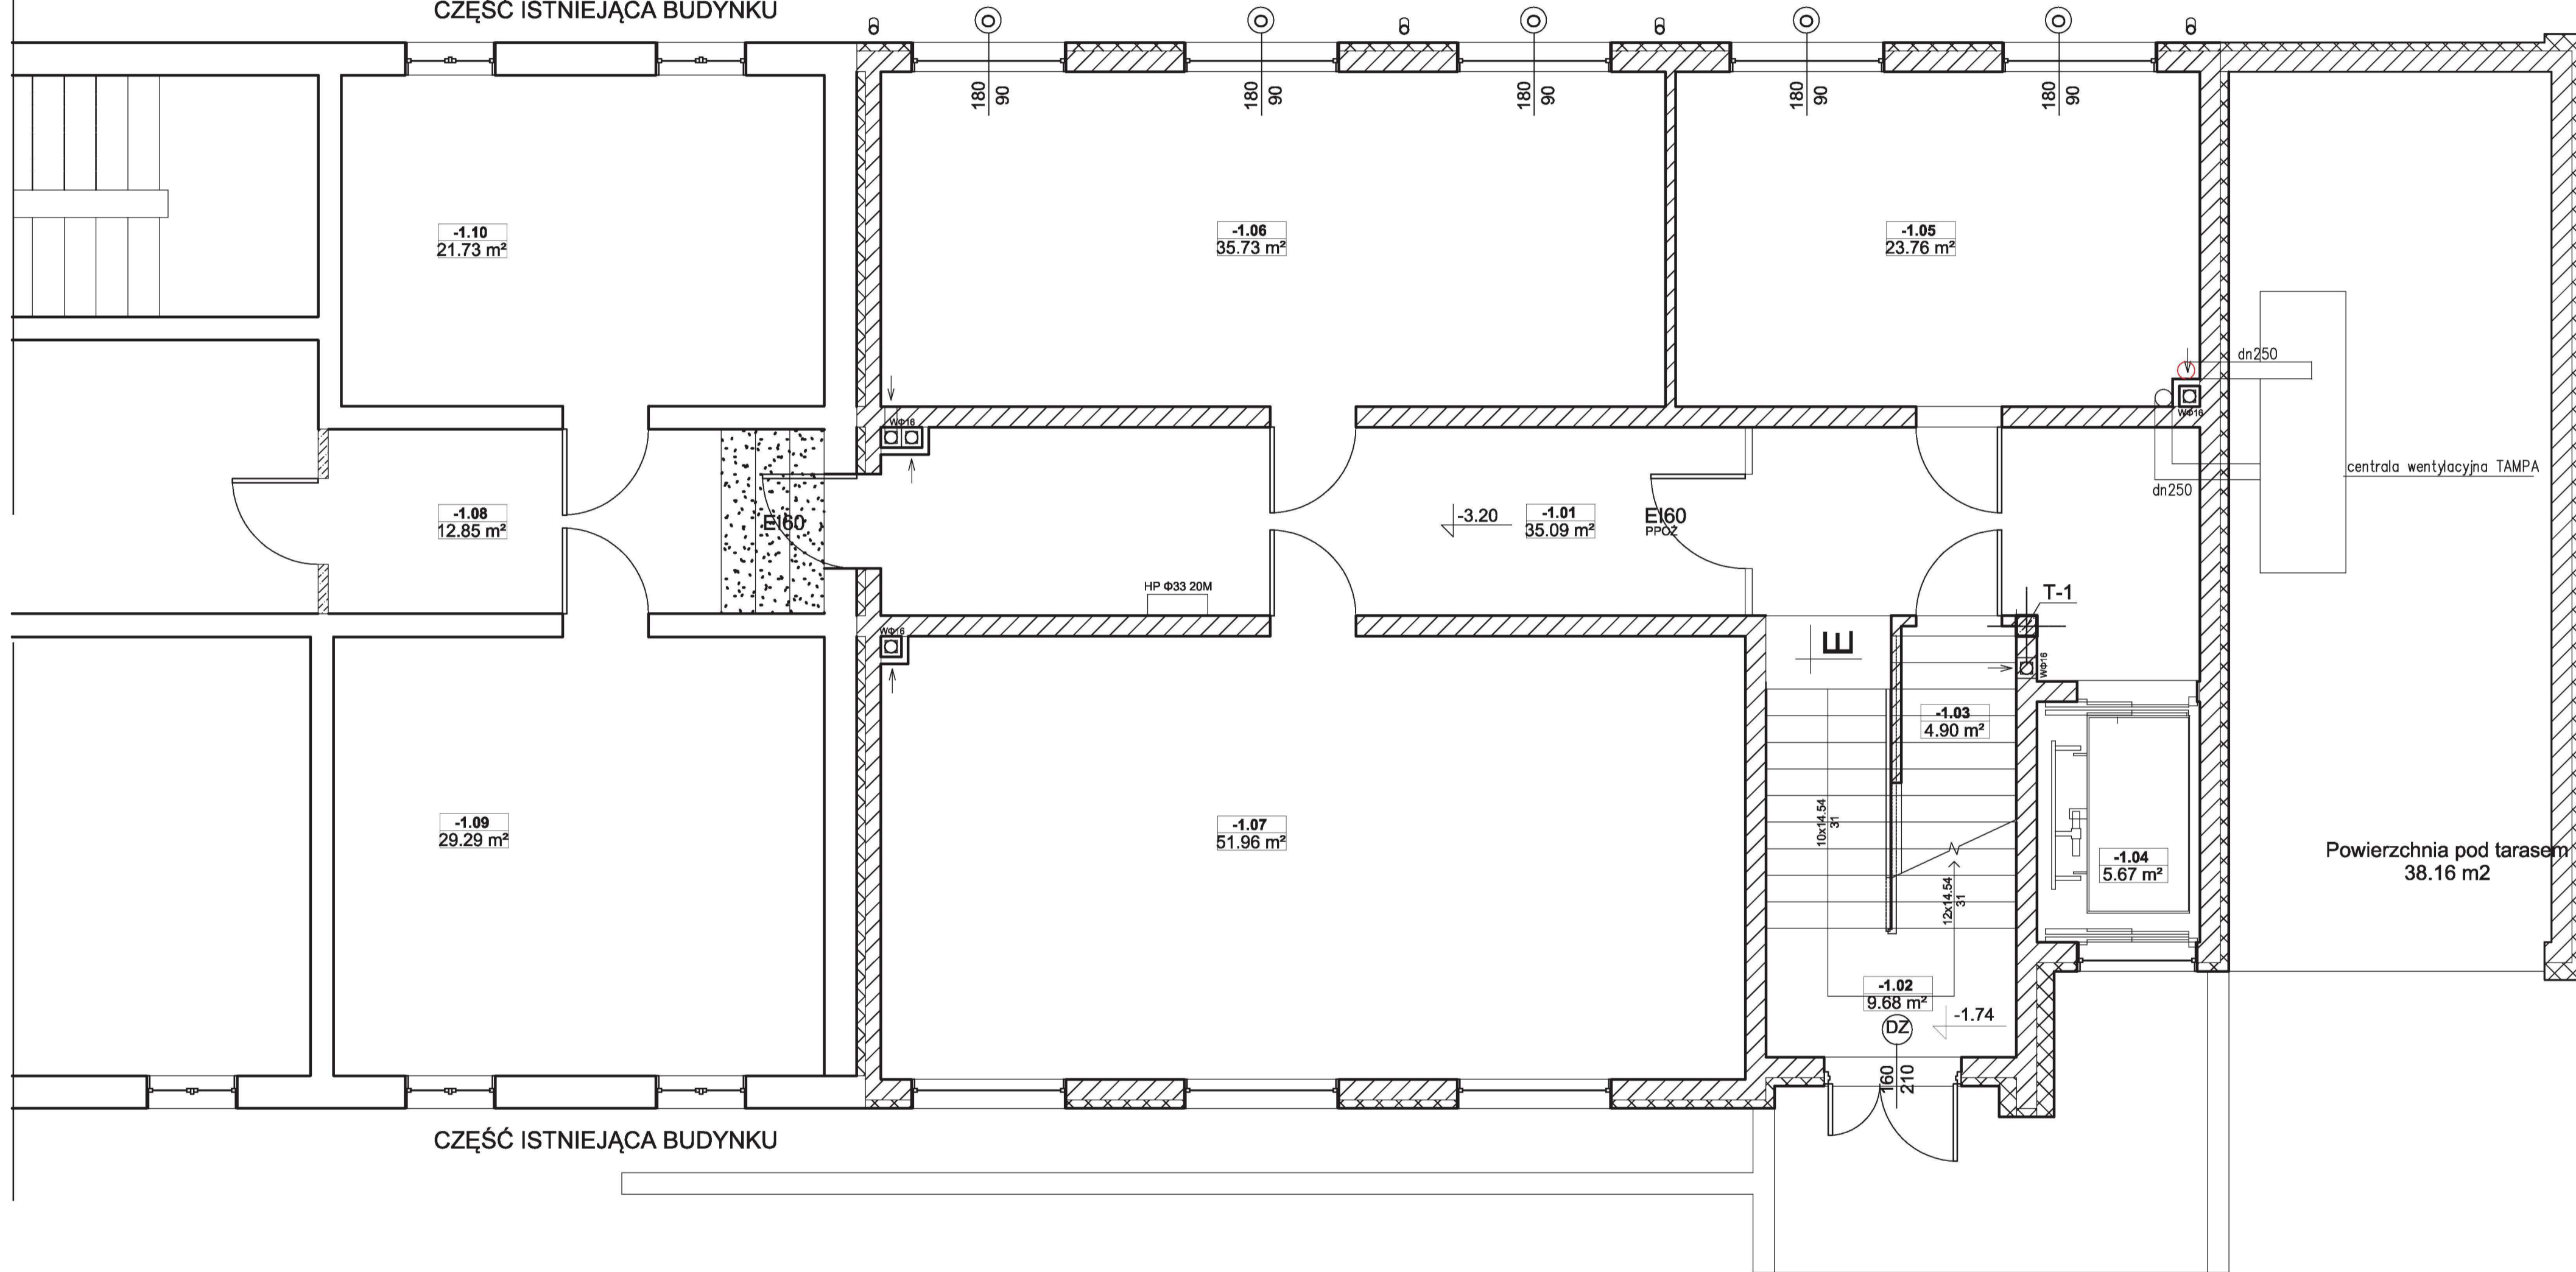 CZĘŚĆ ISTNIEJĄCA BUDYNKU
O
O
O
O
O
180
90
180
90
180
90
180
90
180
90
-1.10
21.73 m²
-1.06
35.73 m²
-1.05
23.76 m²
dn250
WΦ16
WΦ16
centrala wentylacyjna TAMPA
dn250
-1.08
12.85 m²
EI60
-3.20
-1.01
35.09 m²
EI60
PPOŻ
HP Φ33 20M
T-1
WΦ16
E
WΦ16
-1.03
4.90 m²
-1.09
29.29 m²
-1.07
51.96 m²
10x14.54
31
12x14.54
31
-1.04
5.67 m²
Powierzchnia pod tarasem
38.16 m2
-1.02
9.68 m²
DZ
-1.74
160
210
CZĘŚĆ ISTNIEJĄCA BUDYNKU